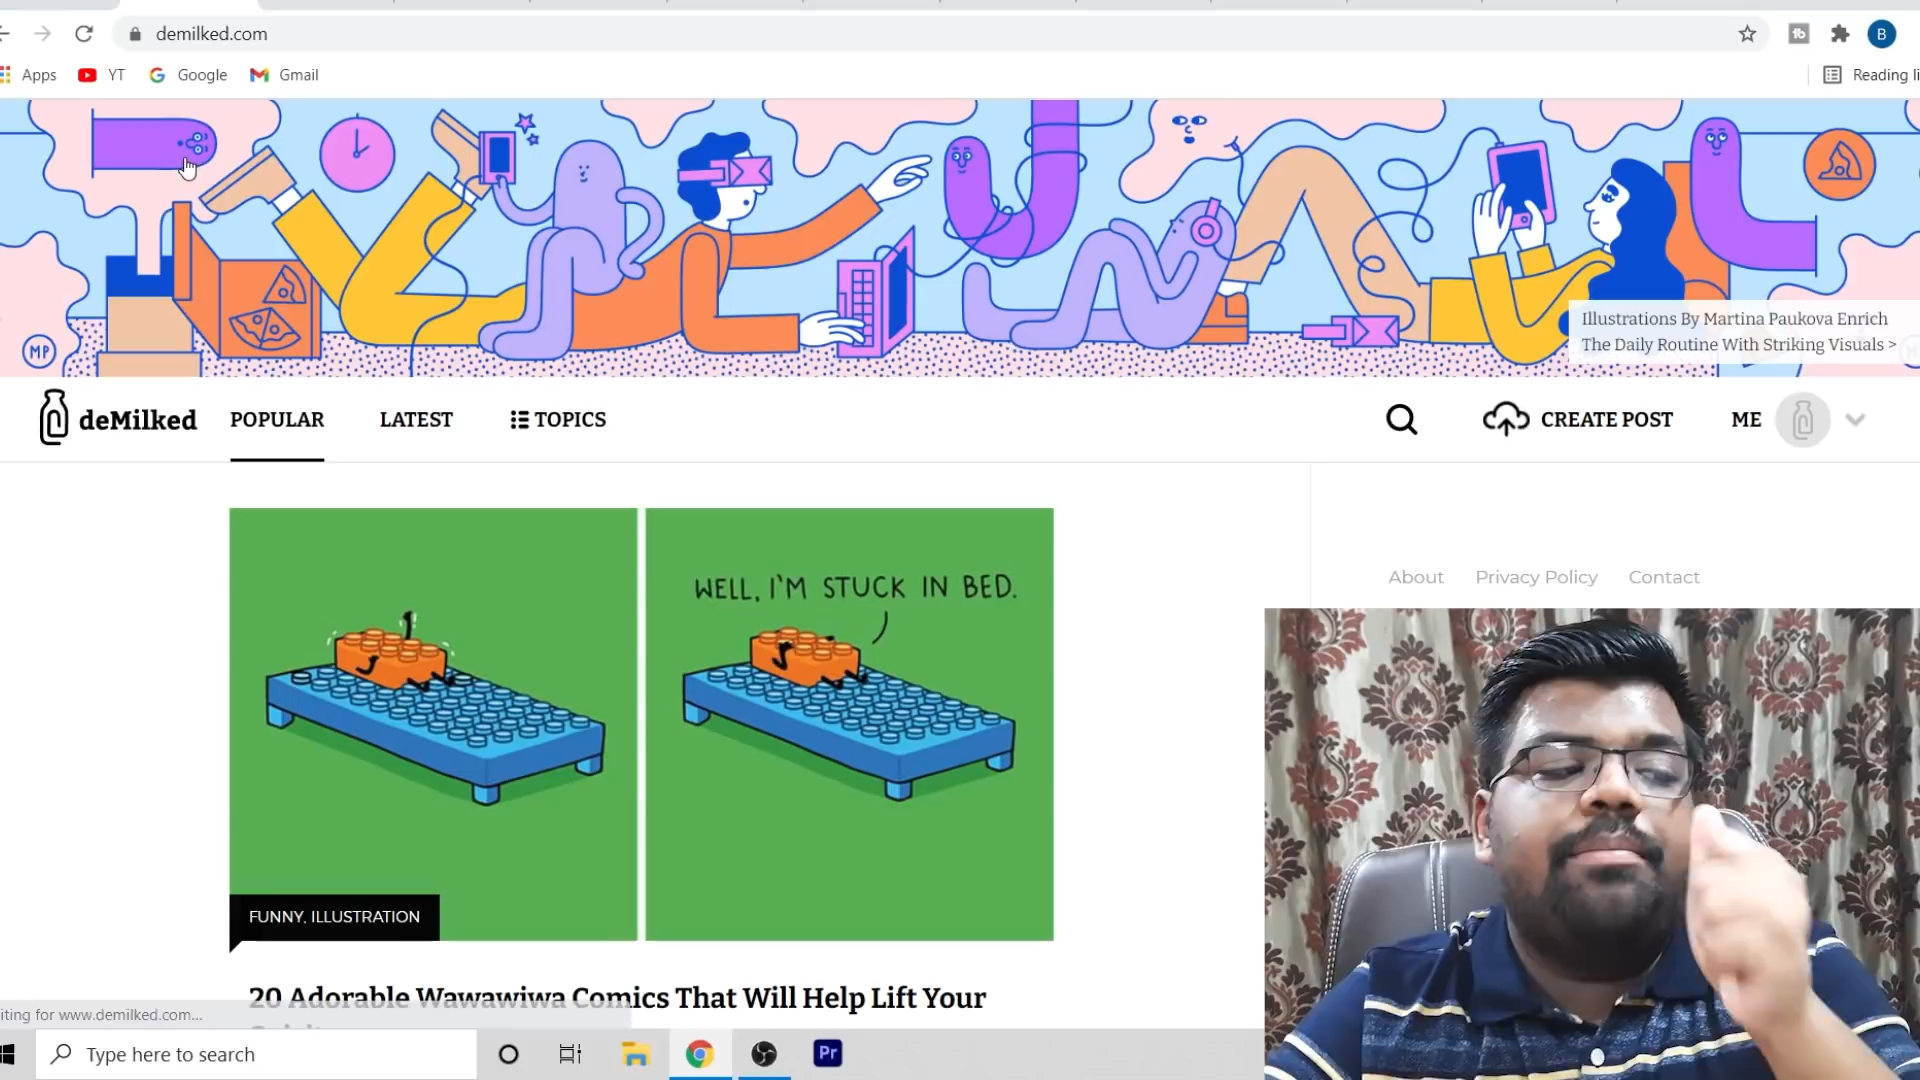 demilked.com
B
Apps
YT
Google
Gmail
Reading li
MP
Illustrations By Martina Paukova Enrich
The Daily Routine With Striking Visuals >
deMilked
POPULAR
LATEST
TOPICS
CREATE POST
ME
WELL, I'M STUCK IN BED.
About
Privacy Policy
Contact
FUNNY, ILLUSTRATION
20 Adorable Wawawiwa Comics That Will Help Lift Your
iting for www.demilked.com...
Type here to search
Pr